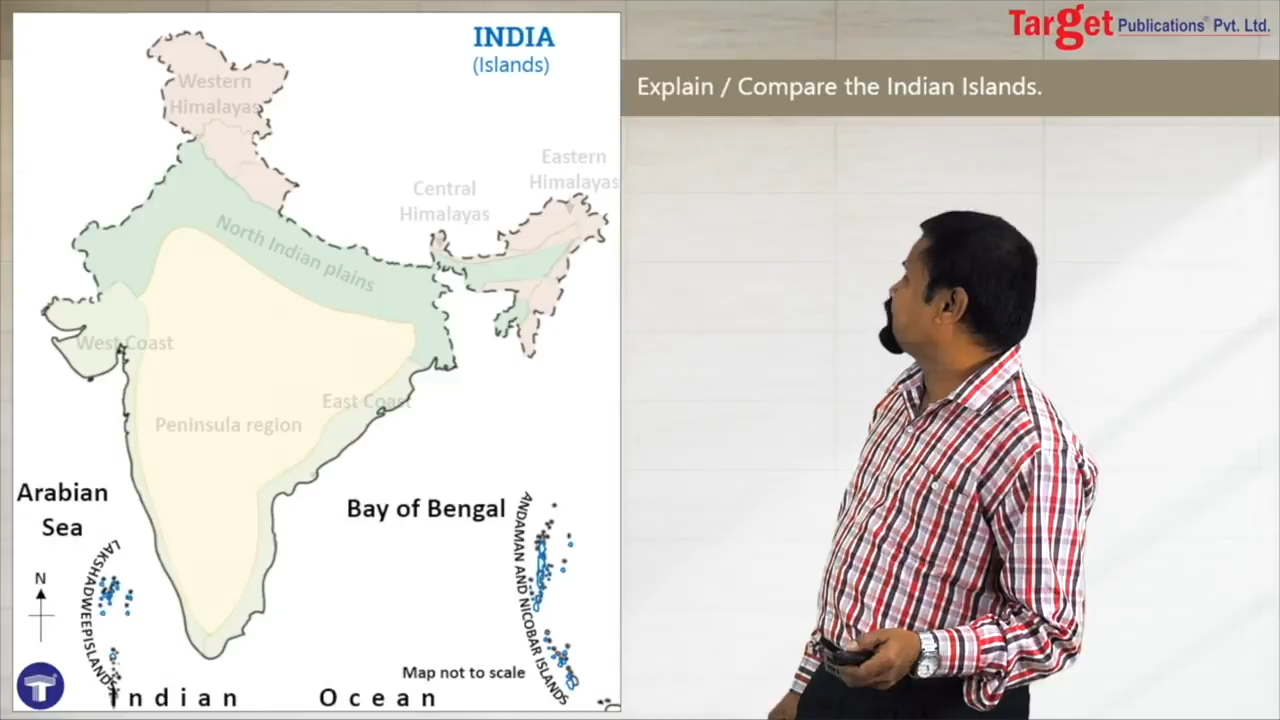 INDIA
(Islands)
Target Publications® Pvt. Ltd.
Explain / Compare the Indian Islands.
Western
Himalayas
Eastern
Himalayas
Central
Himalayas
North Indian plains
West Coast
East Coast
Peninsula region
Arabian
Sea
Bay of Bengal
LAKSHADWEEP ISLANDS
ANDAMAN AND NICOBAR ISLANDS
N
Map not to scale
Indian Ocean
T